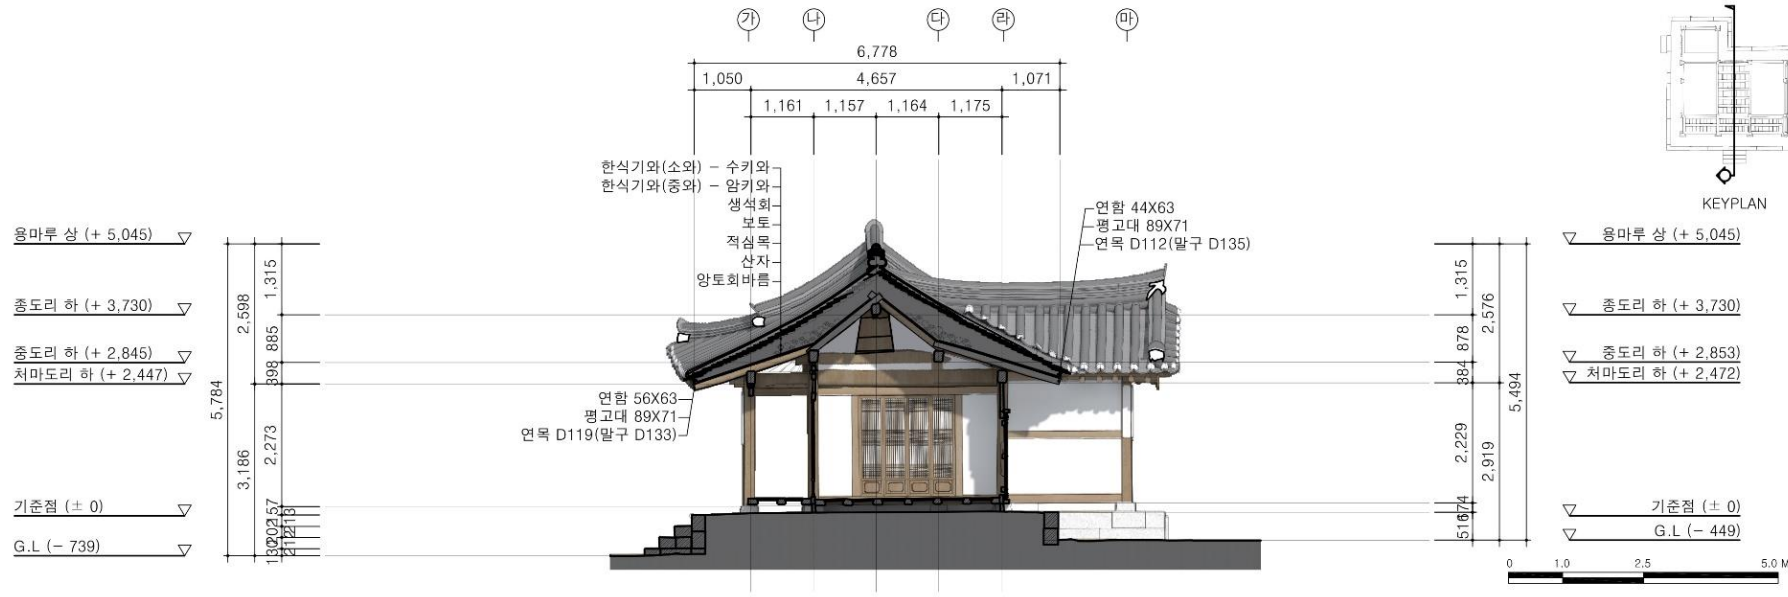 가 나 다 라 마
6,778
1,050 4,657 1,071
1,161 1,157 1,164 1,175
KEYPLAN
한식기와(소와) - 수키와
한식기와(중와) - 암키와
생석회
보토
적심목
산자
앙토회바름
연함 44X63
평고대 89X71
연목 D112(말구 D135)
연함 56X63
평고대 89X71
연목 D119(말구 D133)
용마루 상 (+ 5,045)
종도리 하 (+ 3,730)
중도리 하 (+ 2,845)
처마도리 하 (+ 2,447)
기준점 (± 0)
G.L (- 739)
5,784
2,598
3,186
1,315
885
398
2,273
용마루 상 (+ 5,045)
종도리 하 (+ 3,730)
중도리 하 (+ 2,853)
처마도리 하 (+ 2,472)
기준점 (± 0)
G.L (- 449)
1,315
878
384
2,229
2,576
2,919
5,494
0 1.0 2.5 5.0 M